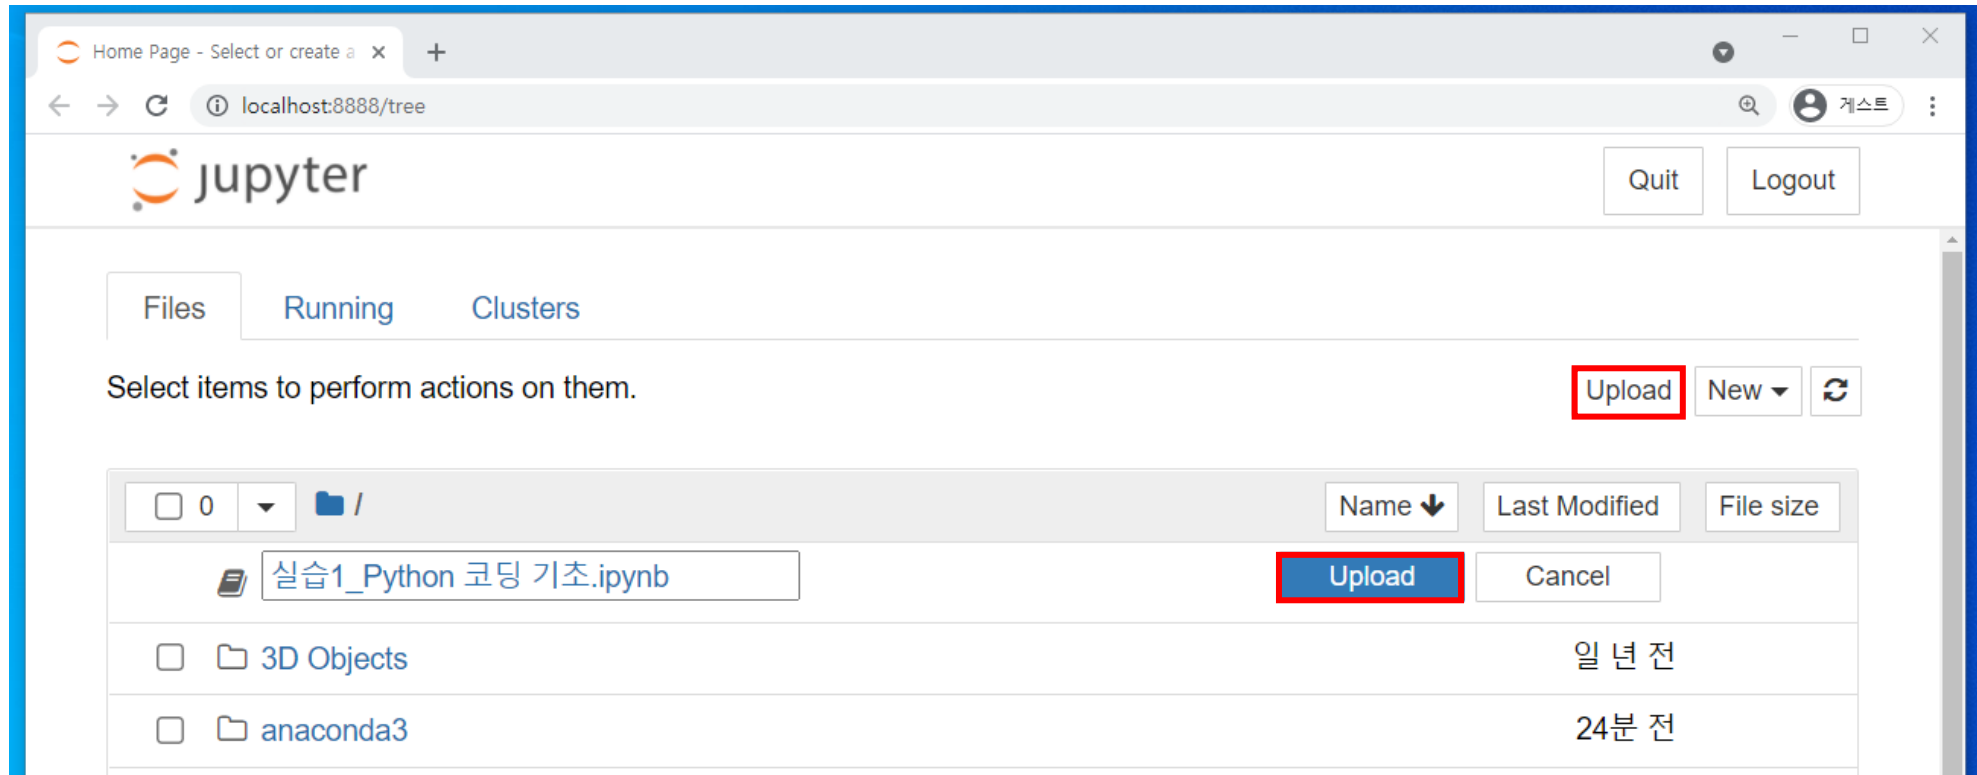 Home Page - Select or create a
localhost:8888/tree
게스트
jupyter
Quit
Logout
Files
Running
Clusters
Select items to perform actions on them.
Upload
New
0
/
Name
Last Modified
File size
실습1_Python 코딩 기초.ipynb
Upload
Cancel
3D Objects
일 년 전
anaconda3
24분 전